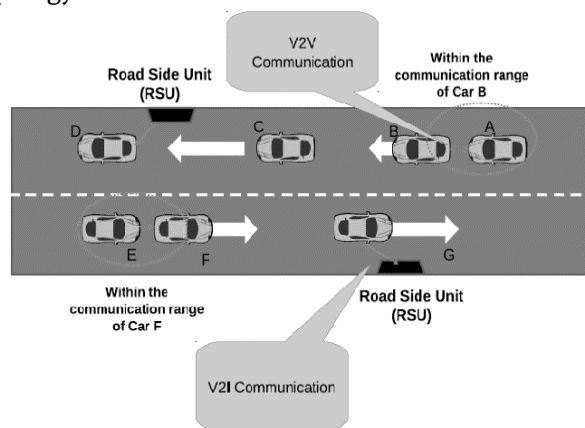 V2V
Communication
Within the
communication range
of Car B
Road Side Unit
(RSU)
D
C
B
A
E
F
G
Within the
communication range
of Car F
Road Side Unit
(RSU)
V2I Communication